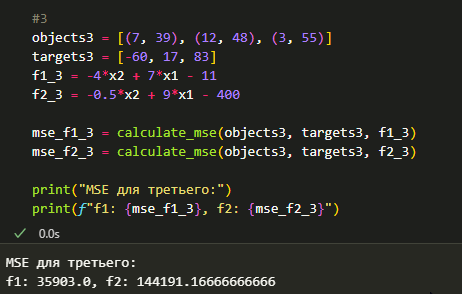 #3
objects3 = [(7, 39), (12, 48), (3, 55)]
targets3 = [-60, 17, 83]
f1_3 = -4*x2 + 7*x1 - 11
f2_3 = -0.5*x2 + 9*x1 - 400
mse_f1_3 = calculate_mse(objects3, targets3, f1_3)
mse_f2_3 = calculate_mse(objects3, targets3, f2_3)
print("MSE для третьего:")
print(f"f1: {mse_f1_3}, f2: {mse_f2_3}")
0.0s
MSE для третьего:
f1: 35903.0, f2: 144191.16666666666